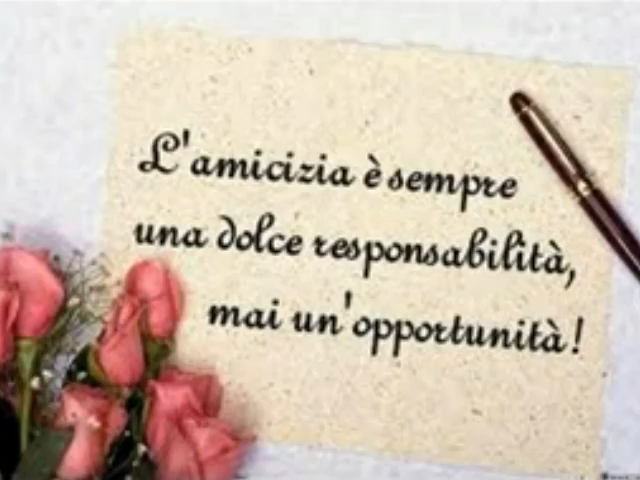 L'amicizia è sempre
una dolce responsabilità,
mai un'opportunità!